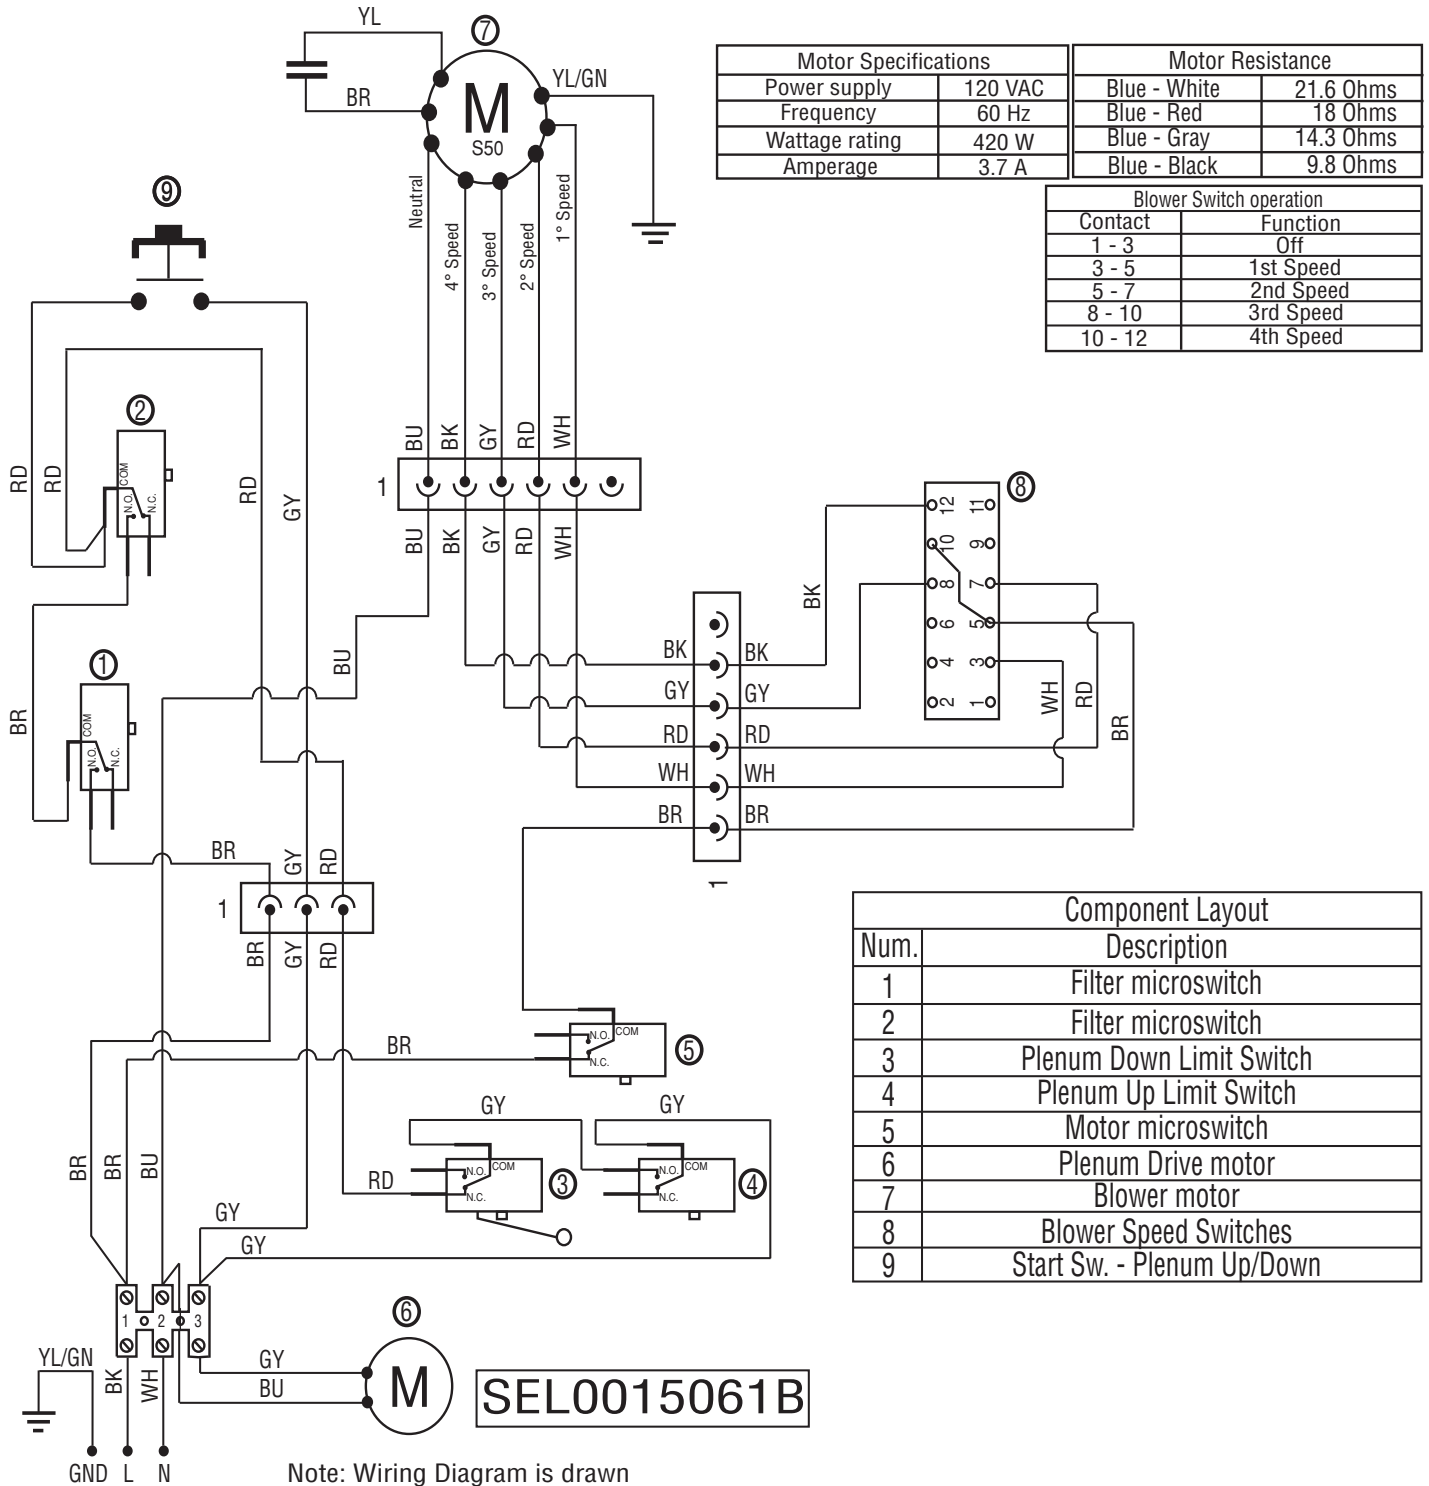 YL
7
BR
M
S50
YL/GN
Motor Specifications
Power supply 120 VAC
Frequency 60 Hz
Wattage rating 420 W
Amperage 3.7 A
Motor Resistance
Blue - White 21.6 Ohms
Blue - Red 18 Ohms
Blue - Gray 14.3 Ohms
Blue - Black 9.8 Ohms
Blower Switch operation
Contact Function
1 - 3 Off
3 - 5 1st Speed
5 - 7 2nd Speed
8 - 10 3rd Speed
10 - 12 4th Speed
Neutral
4° Speed
3° Speed
2° Speed
1° Speed
9
2
COM
N.O.
N.C.
RD
RD
RD
GY
BU
BK
GY
RD
WH
1
BU
BK
GY
RD
WH
8
12 11
10 9
8 7
6 5
4 3
2 1
BK
BU
1
COM
N.O.
N.C.
BR
BK BK
GY GY
RD RD
WH WH
BR BR
1
WH
RD
BR
BR
GY
RD
1
BR
GY
RD
BR
N.O.
COM
N.C.
5
GY
GY
N.O.
COM
N.C.
3
N.O.
COM
N.C.
4
BR
BR
BU
RD
GY
GY
1 2 3
6
M
GY
BU
YL/GN
BK
WH
GND L N
SEL0015061B
Note: Wiring Diagram is drawn
Component Layout
Num. Description
1 Filter microswitch
2 Filter microswitch
3 Plenum Down Limit Switch
4 Plenum Up Limit Switch
5 Motor microswitch
6 Plenum Drive motor
7 Blower motor
8 Blower Speed Switches
9 Start Sw. - Plenum Up/Down